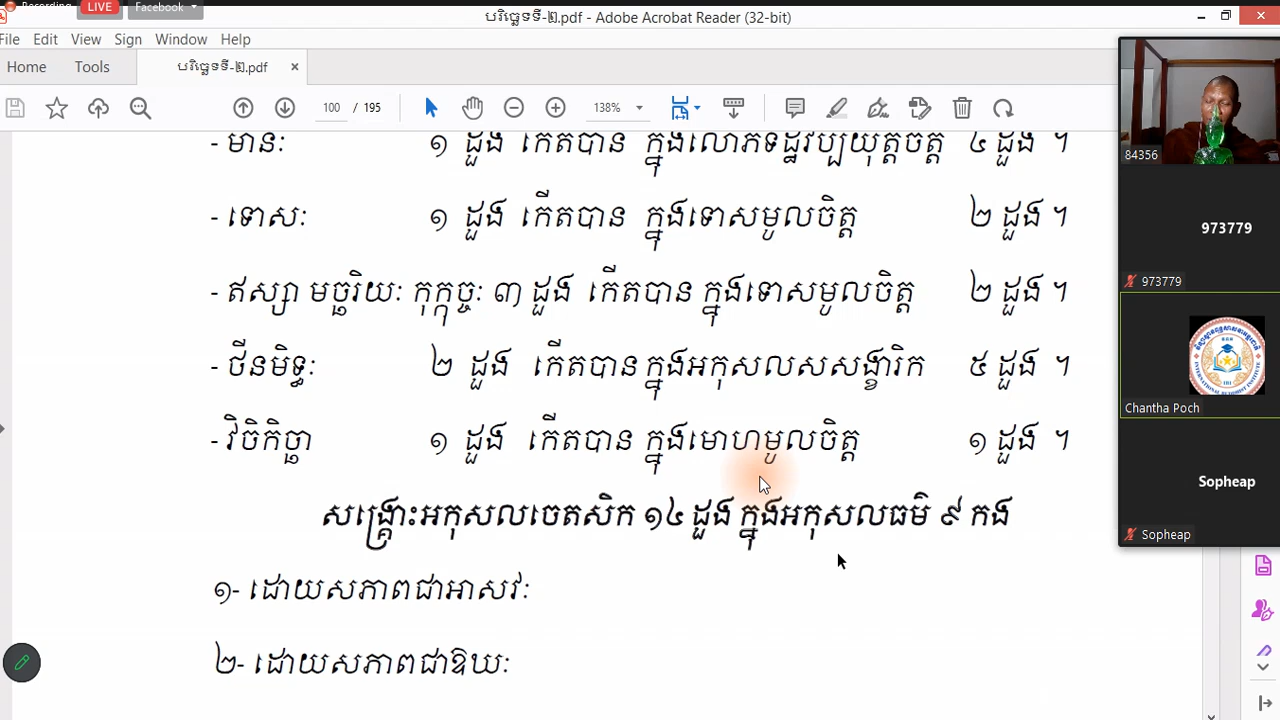 Recording
LIVE
Facebook
បរិច្ឆេទទី-២.pdf - Adobe Acrobat Reader (32-bit)
File Edit View Sign Window Help
Home Tools បរិច្ឆេទទី-២.pdf ×
100 / 195 138%
- មានៈ ១ ដួង កើតបាន ក្នុងលោភទដ្ឋិវិប្បយុត្តចិត្ត ៤ ដួង ។
- ទោសៈ ១ ដួង កើតបាន ក្នុងទោសមូលចិត្ត ២ ដួង ។
- ឥស្សា មច្ឆរិយៈ កុក្កុច្ចៈ ៣ ដួង កើតបាន ក្នុងទោសមូលចិត្ត ២ ដួង ។
- ថីនមិទ្ធៈ ២ ដួង កើតបាន ក្នុងអកុសលសសង្ខារិក ៥ ដួង ។
- វិចិកិច្ឆា ១ ដួង កើតបាន ក្នុងមោហមូលចិត្ត ១ ដួង ។
សង្គ្រោះអកុសលចេតសិក ១៤ ដួង ក្នុងអកុសលធម៌ ៩ កង
១- ដោយសភាពជាអាសវៈ
២- ដោយសភាពជាឱឃៈ
84356
973779
973779
Chantha Poch
Sopheap
Sopheap